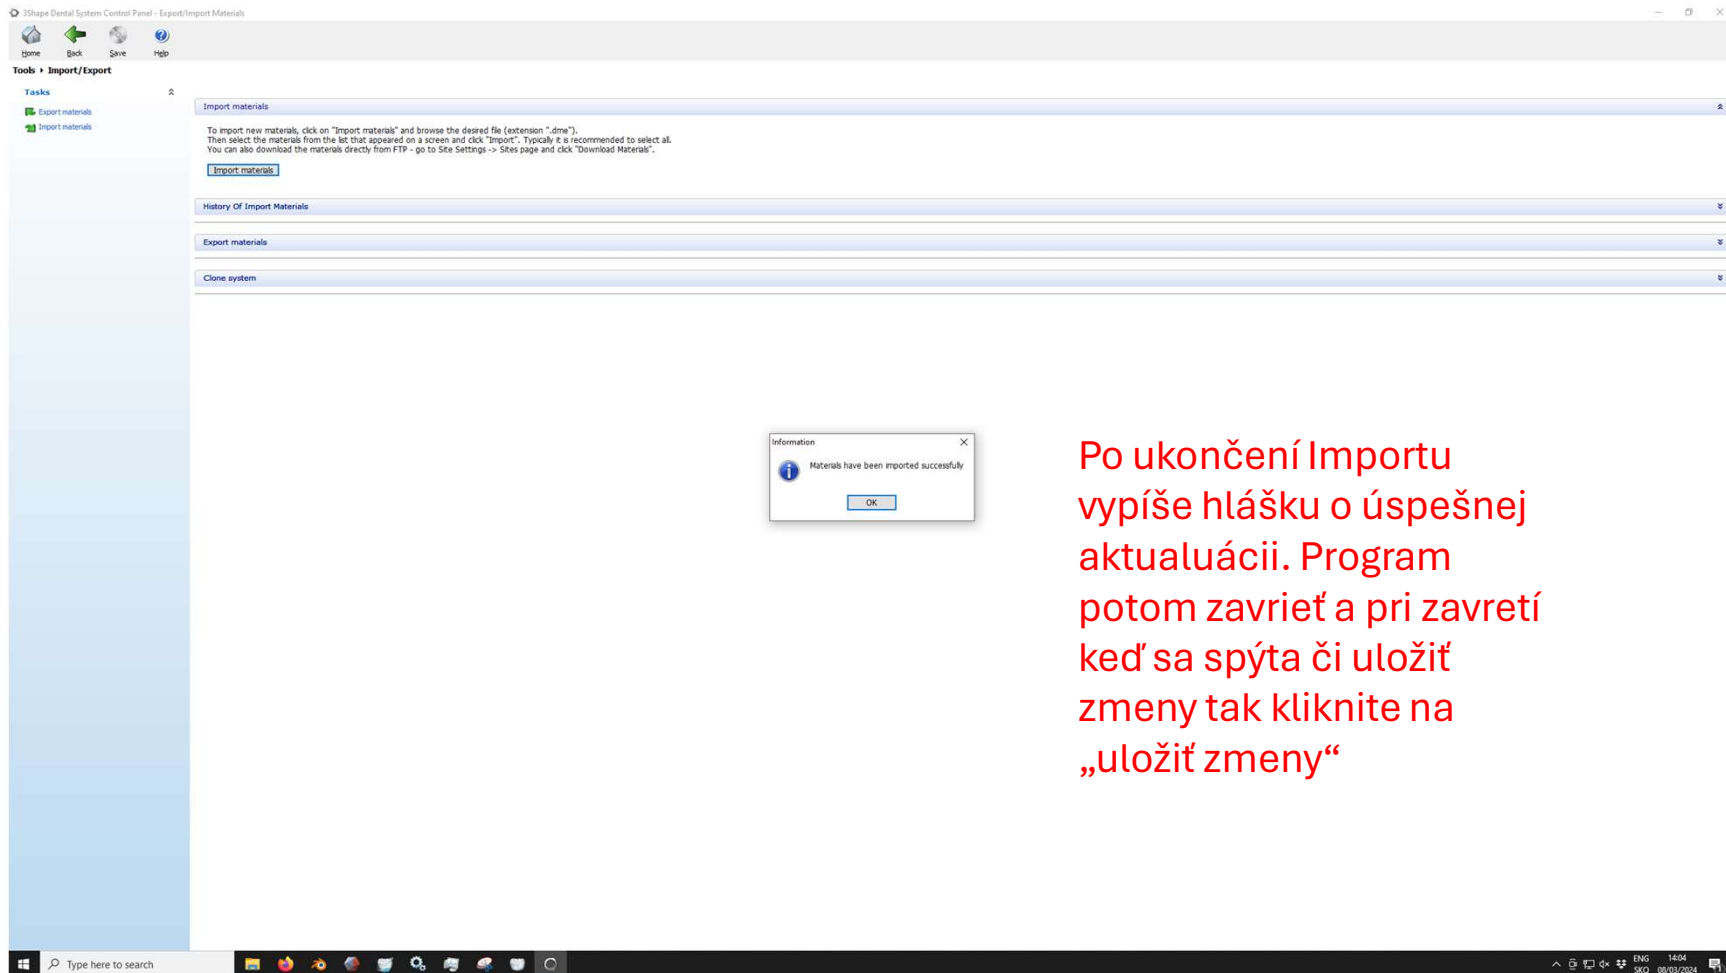 3Shape Dental System Control Panel - Export/Import Materials
Home Back Save Help
Tools Import/Export
Tasks
Export materials
Import materials
Import materials
To import new materials, click on "Import materials" and browse the desired file (extension ".dme").
Then select the materials from the list that appeared on a screen and click "Import". Typically it is recommended to select all.
You can also download the materials directly from FTP - go to Site Settings -> Sites page and click "Download Materials".
Import materials
History Of Import Materials
Export materials
Clone system
Information
Materials have been imported successfully
OK
Po ukončení Importu
vypíše hlášku o úspešnej
aktualuácii. Program
potom zavrieť a pri zavretí
keď sa spýta či uložiť
zmeny tak kliknite na
„uložiť zmeny“
Type here to search
ENG 14:04
SKQ 08/03/2024